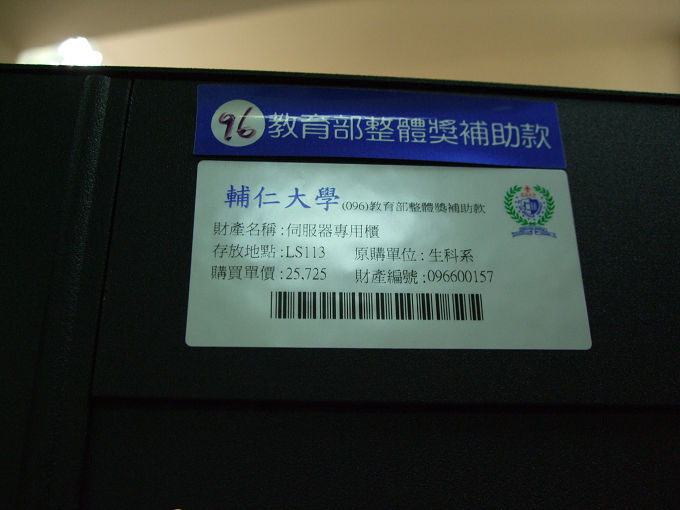 96 教育部整體獎補助款
輔仁大學(096)教育部整體獎補助款
財產名稱:伺服器專用櫃
存放地點:LS113 原購單位:生科系
購買單價:25,725 財產編號:096600157